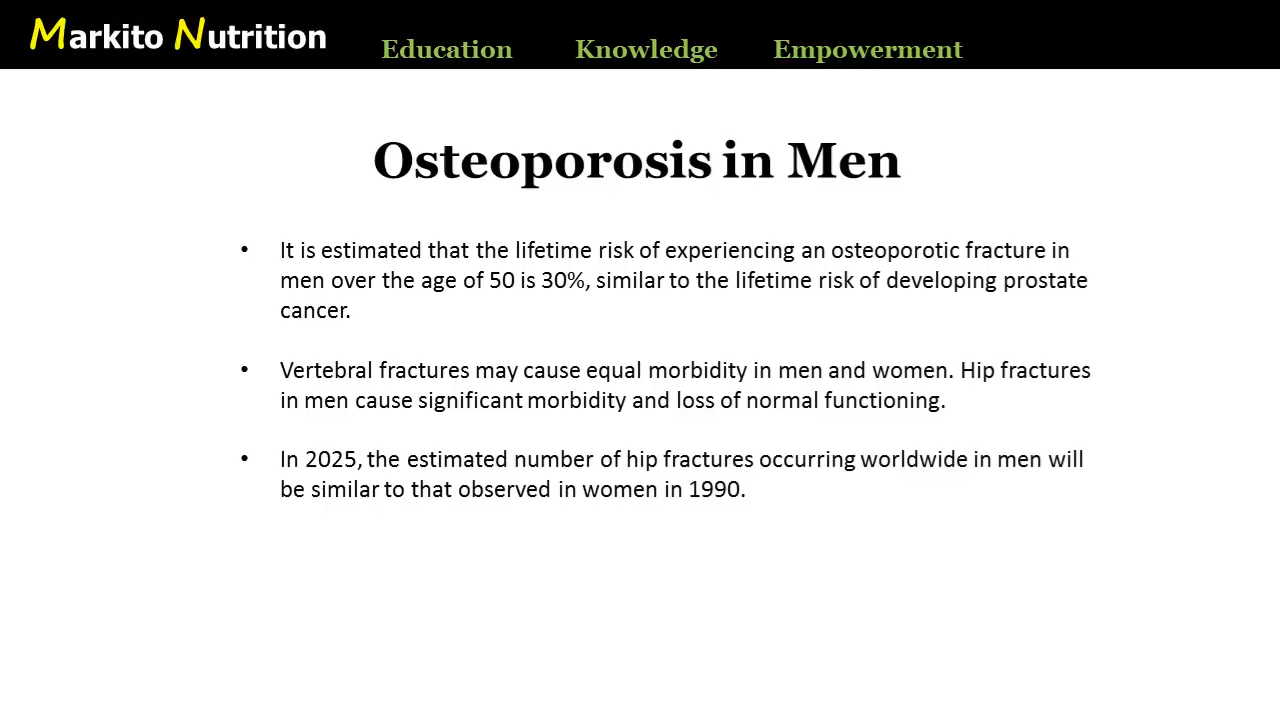 Markito Nutrition
Education Knowledge Empowerment
Osteoporosis in Men
• It is estimated that the lifetime risk of experiencing an osteoporotic fracture in
men over the age of 50 is 30%, similar to the lifetime risk of developing prostate
cancer.
• Vertebral fractures may cause equal morbidity in men and women. Hip fractures
in men cause significant morbidity and loss of normal functioning.
• In 2025, the estimated number of hip fractures occurring worldwide in men will
be similar to that observed in women in 1990.